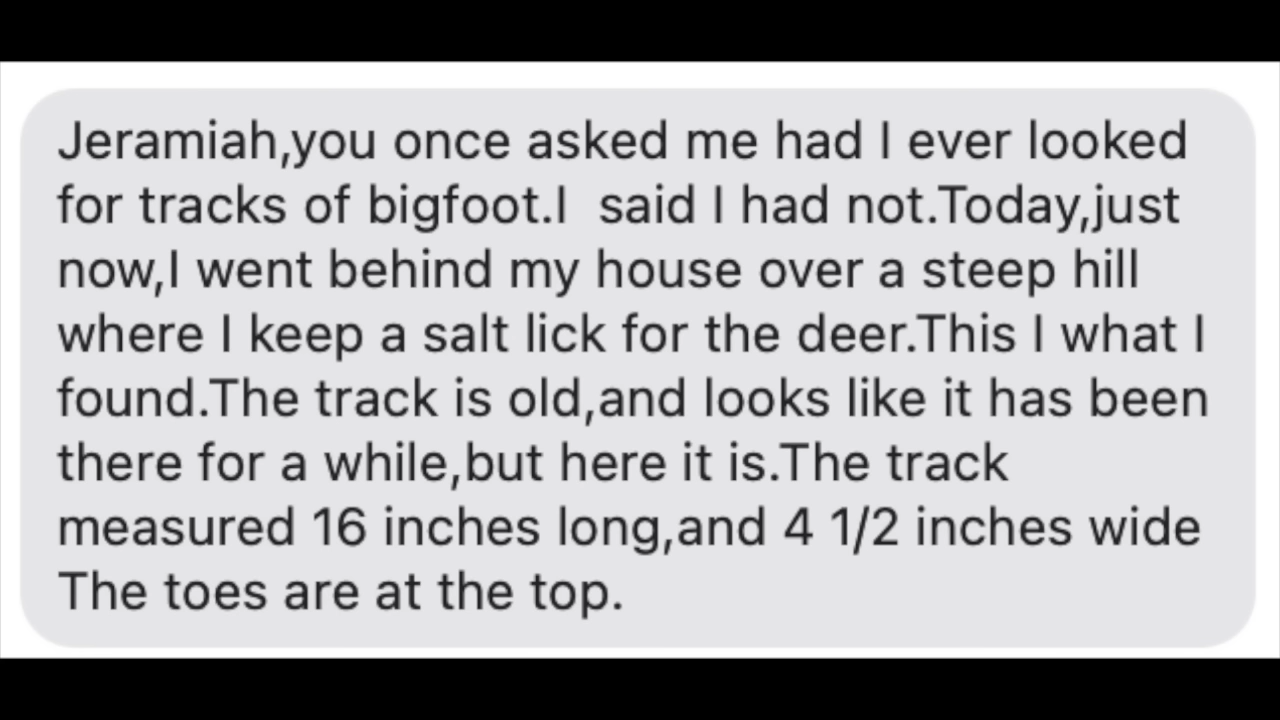 Jeramiah,you once asked me had I ever looked
for tracks of bigfoot.I  said I had not.Today,just
now,I went behind my house over a steep hill
where I keep a salt lick for the deer.This I what I
found.The track is old,and looks like it has been
there for a while,but here it is.The track
measured 16 inches long,and 4 1/2 inches wide
The toes are at the top.